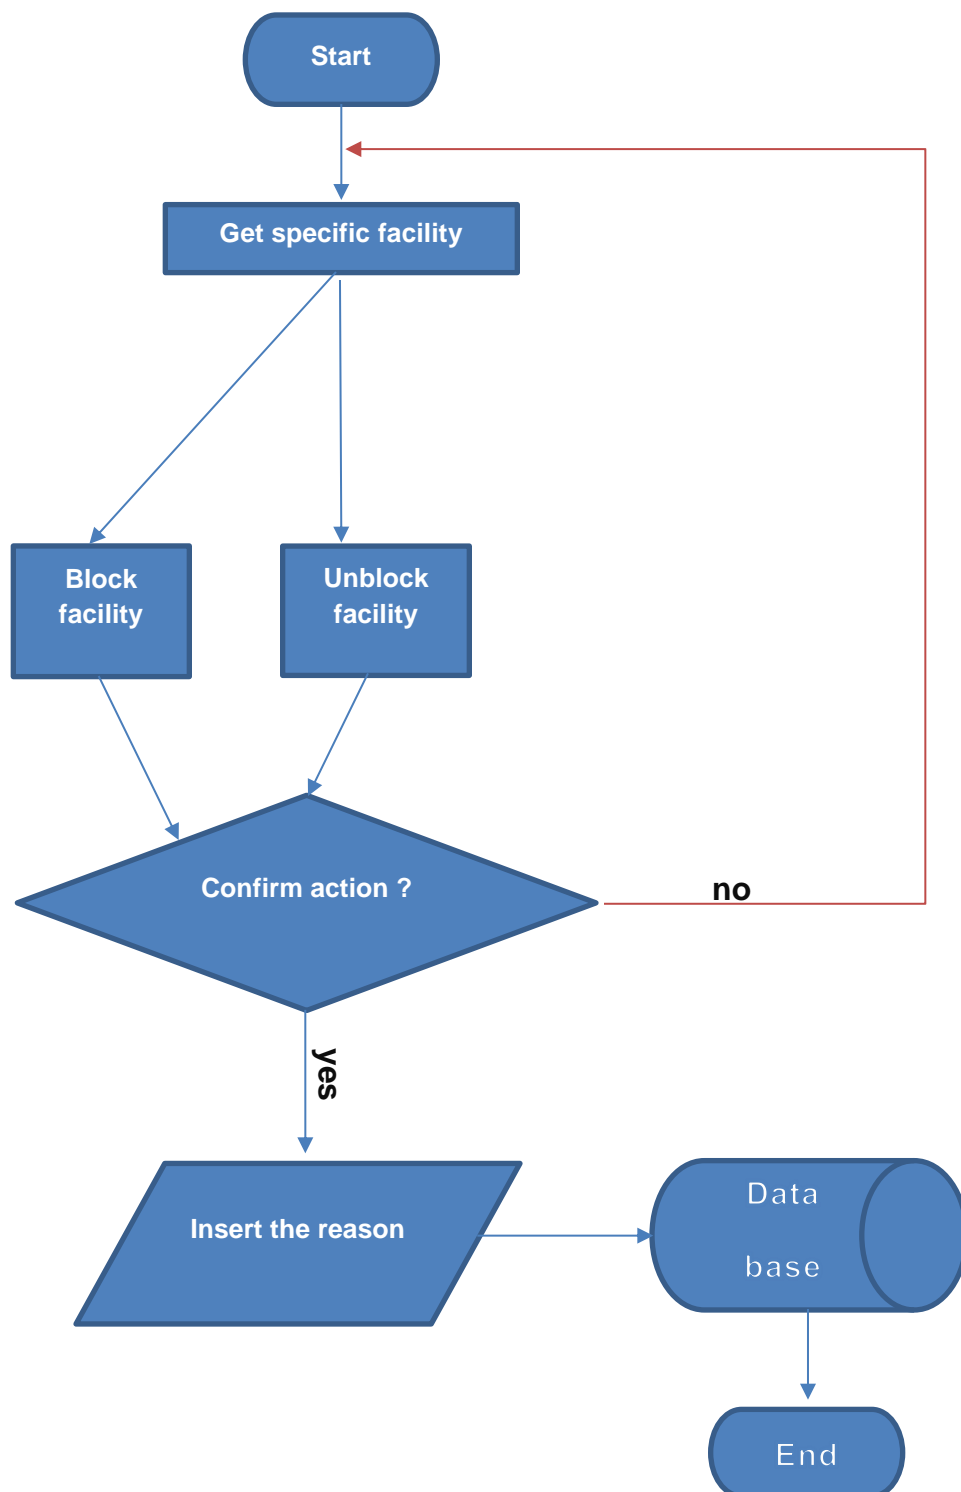 Start
Get specific facility
Block
facility
Unblock
facility
Confirm action ?
no
yes
Insert the reason
Data
base
End